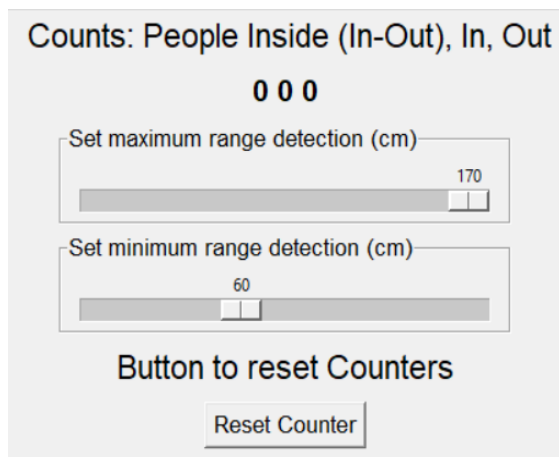 Counts: People Inside (In-Out), In, Out
0 0 0
Set maximum range detection (cm)
170
Set minimum range detection (cm)
60
Button to reset Counters
Reset Counter